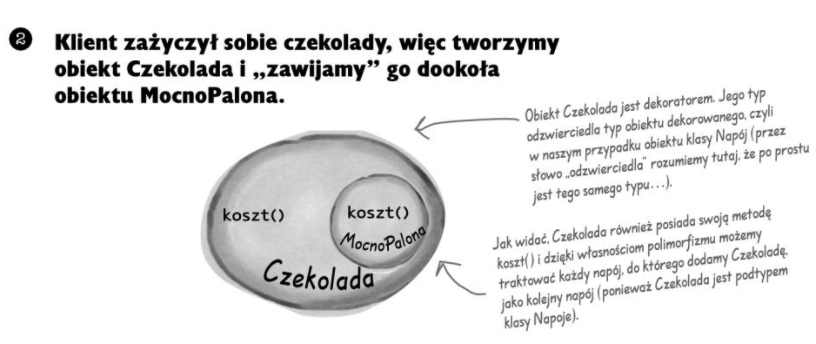 2 Klient zażyczył sobie czekolady, więc tworzymy
obiekt Czekolada i „zawijamy” go dookoła
obiektu MocnoPalona.
Obiekt Czekolada jest dekoratorem. Jego typ
odzwierciedla typ obiektu dekorowanego, czyli
w naszym przypadku obiektu klasy Napój (przez
słowo „odzwierciedla” rozumiemy tutaj, że po prostu
jest tego samego typu...).
koszt()
koszt()
MocnoPalona
Czekolada
Jak widać, Czekolada również posiada swoją metodę
koszt() i dzięki własnościom polimorfizmu możemy
traktować każdy napój, do którego dodamy Czekoladę,
jako kolejny napój (ponieważ Czekolada jest podtypem
klasy Napoje).